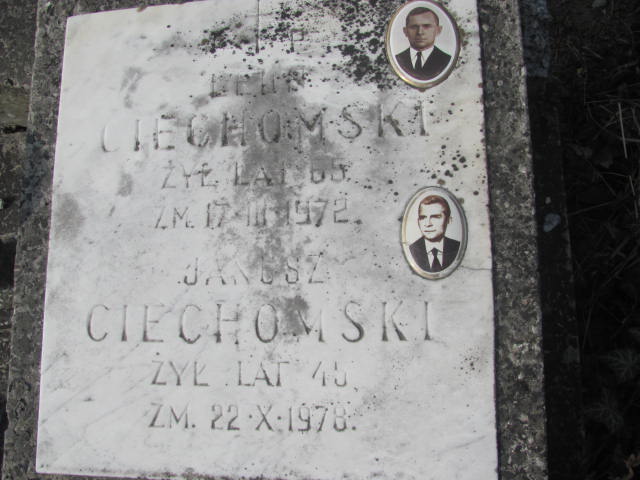 Ś P
CIECHOMSKI
ŻYŁ LAT
ZM. 17·III·1972.
JANUSZ
CIECHOMSKI
ŻYŁ LAT 45
ZM. 22·X·1978.